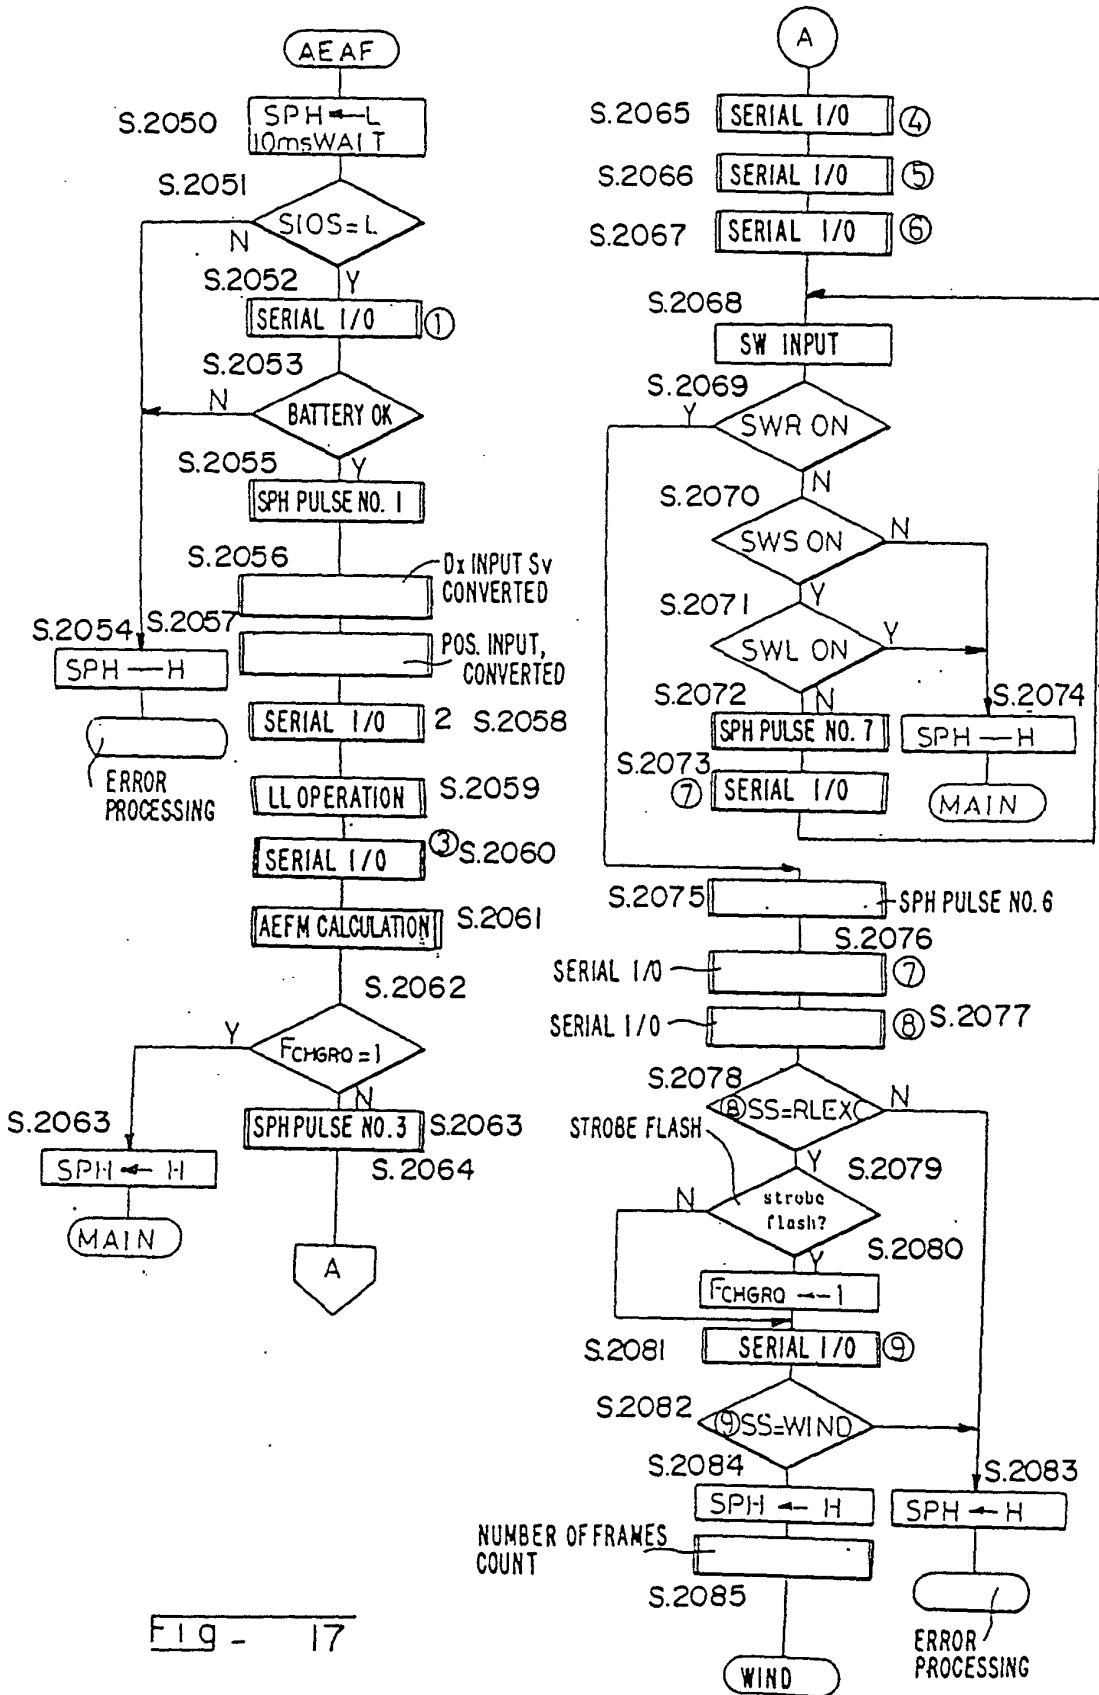 AEAF
S.2050
SPH ← L
10msWAIT
S.2051
SIOS=L
N
Y
S.2052
SERIAL I/O
①
S.2053
BATTERY OK
N
Y
S.2055
SPH PULSE NO. 1
S.2056
Dx INPUT Sv
CONVERTED
S.2057
POS. INPUT,
CONVERTED
S.2054
SPH — H
ERROR
PROCESSING
SERIAL I/O
2
S.2058
LL OPERATION
S.2059
SERIAL I/O
③
S.2060
AEFM CALCULATION
S.2061
S.2062
FCHGRQ = 1
Y
N
S.2063
SPH ← H
MAIN
SPH PULSE NO. 3
S.2063
S.2064
A
A
S.2065
SERIAL I/O
④
S.2066
SERIAL I/O
⑤
S.2067
SERIAL I/O
⑥
S.2068
SW INPUT
S.2069
SWR ON
Y
N
S.2070
SWS ON
N
Y
S.2071
SWL ON
Y
N
S.2072
SPH PULSE NO. 7
S.2074
SPH — H
MAIN
S.2073
⑦
SERIAL I/O
S.2075
SPH PULSE NO. 6
S.2076
SERIAL I/O
⑦
SERIAL I/O
⑧
S.2077
S.2078
⑧SS=RLEXC
N
Y
STROBE FLASH
S.2079
strobe
flash?
N
Y
S.2080
FCHGRQ ← 1
S.2081
SERIAL I/O
⑨
S.2082
⑨SS=WIND
S.2084
SPH ← H
S.2083
SPH ← H
NUMBER OF FRAMES
COUNT
S.2085
ERROR
PROCESSING
WIND
Fig - 17